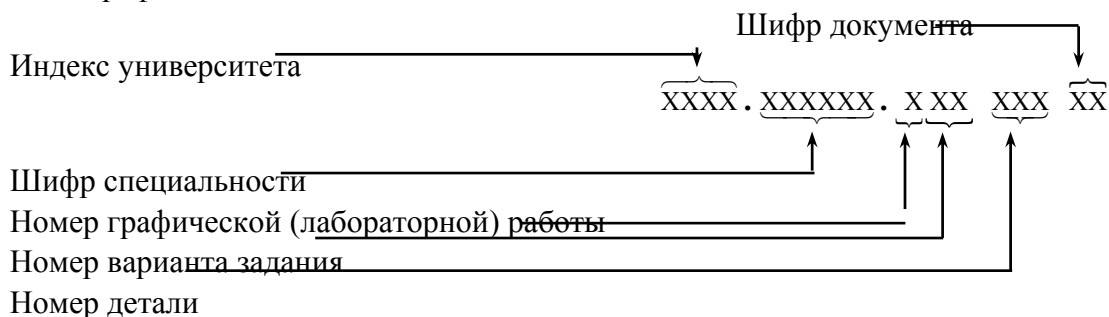 Шифр документа
Индекс университета
XXXX.XXXXXX. X XX XXX XX
Шифр специальности
Номер графической (лабораторной) работы
Номер варианта задания
Номер детали